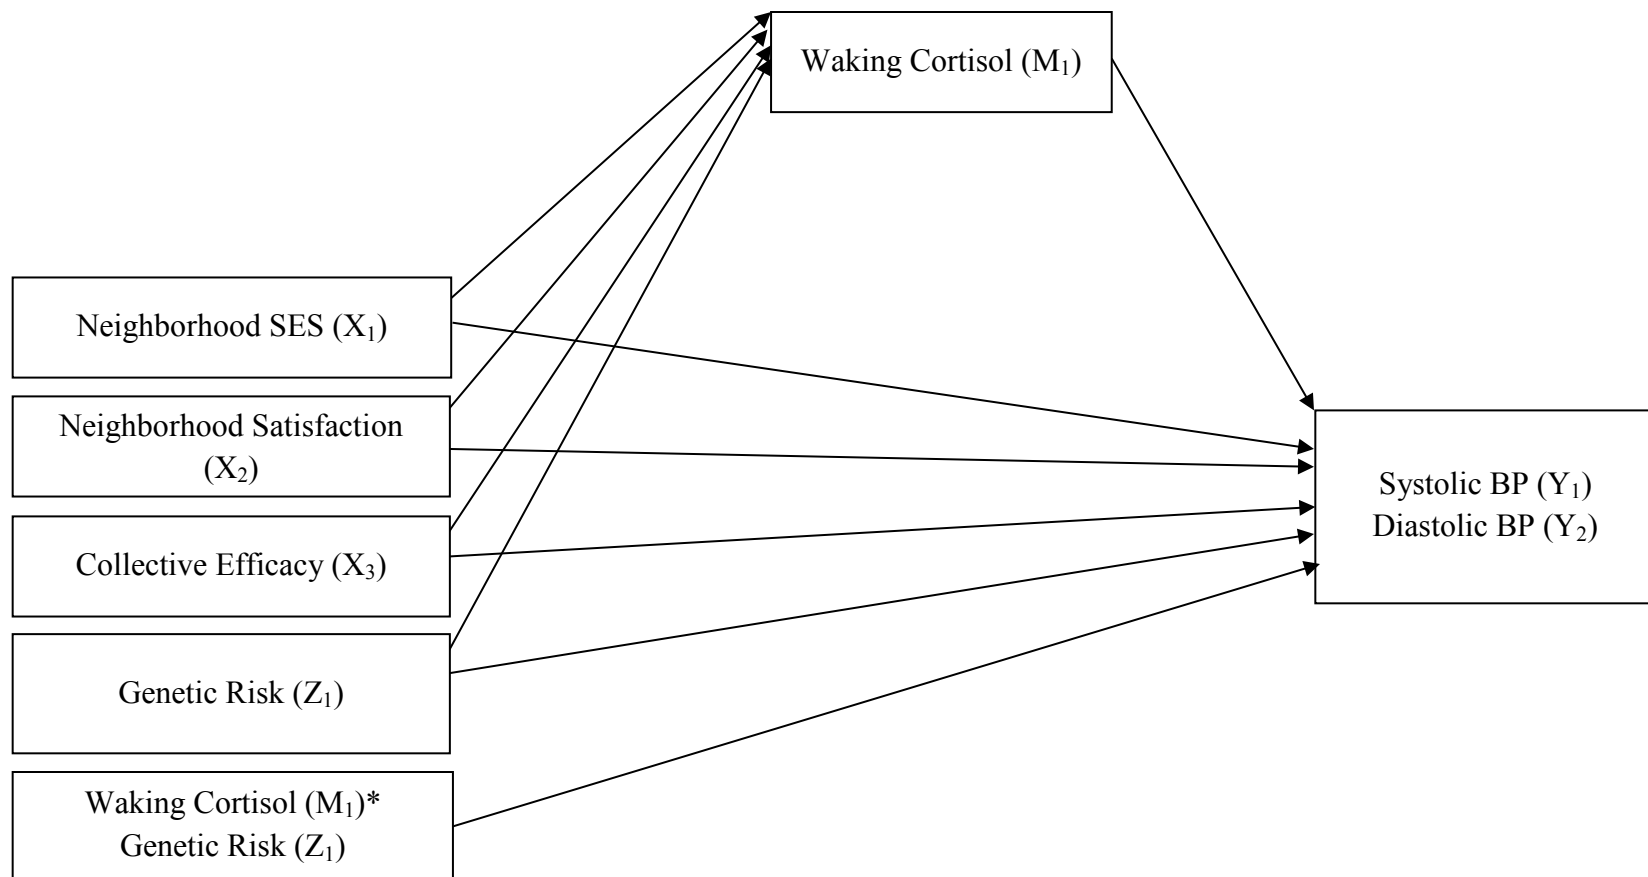 Waking Cortisol (M₁)
Neighborhood SES (X₁)
Neighborhood Satisfaction
(X₂)
Collective Efficacy (X₃)
Genetic Risk (Z₁)
Waking Cortisol (M₁)*
Genetic Risk (Z₁)
Systolic BP (Y₁)
Diastolic BP (Y₂)